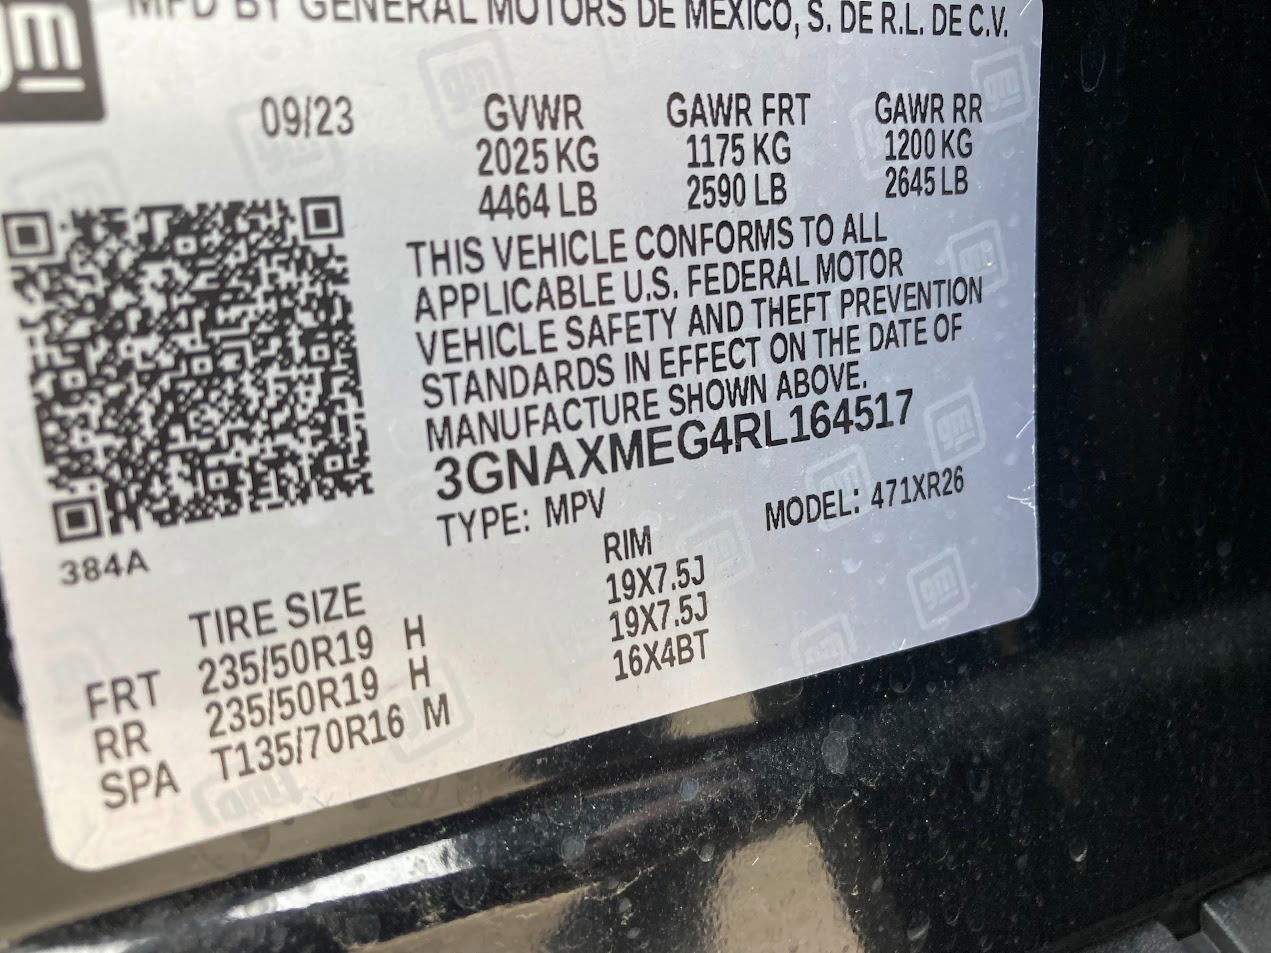 gm
MFD BY GENERAL MOTORS DE MEXICO, S. DE R.L. DE C.V.
09/23 GVWR GAWR FRT GAWR RR
2025 KG 1175 KG 1200 KG
4464 LB 2590 LB 2645 LB
THIS VEHICLE CONFORMS TO ALL
APPLICABLE U.S. FEDERAL MOTOR
VEHICLE SAFETY AND THEFT PREVENTION
STANDARDS IN EFFECT ON THE DATE OF
MANUFACTURE SHOWN ABOVE.
3GNAXMEG4RL164517
TYPE: MPV MODEL: 471XR26
384A
TIRE SIZE RIM
FRT 235/50R19 H 19X7.5J
RR 235/50R19 H 19X7.5J
SPA T135/70R16 M 16X4BT